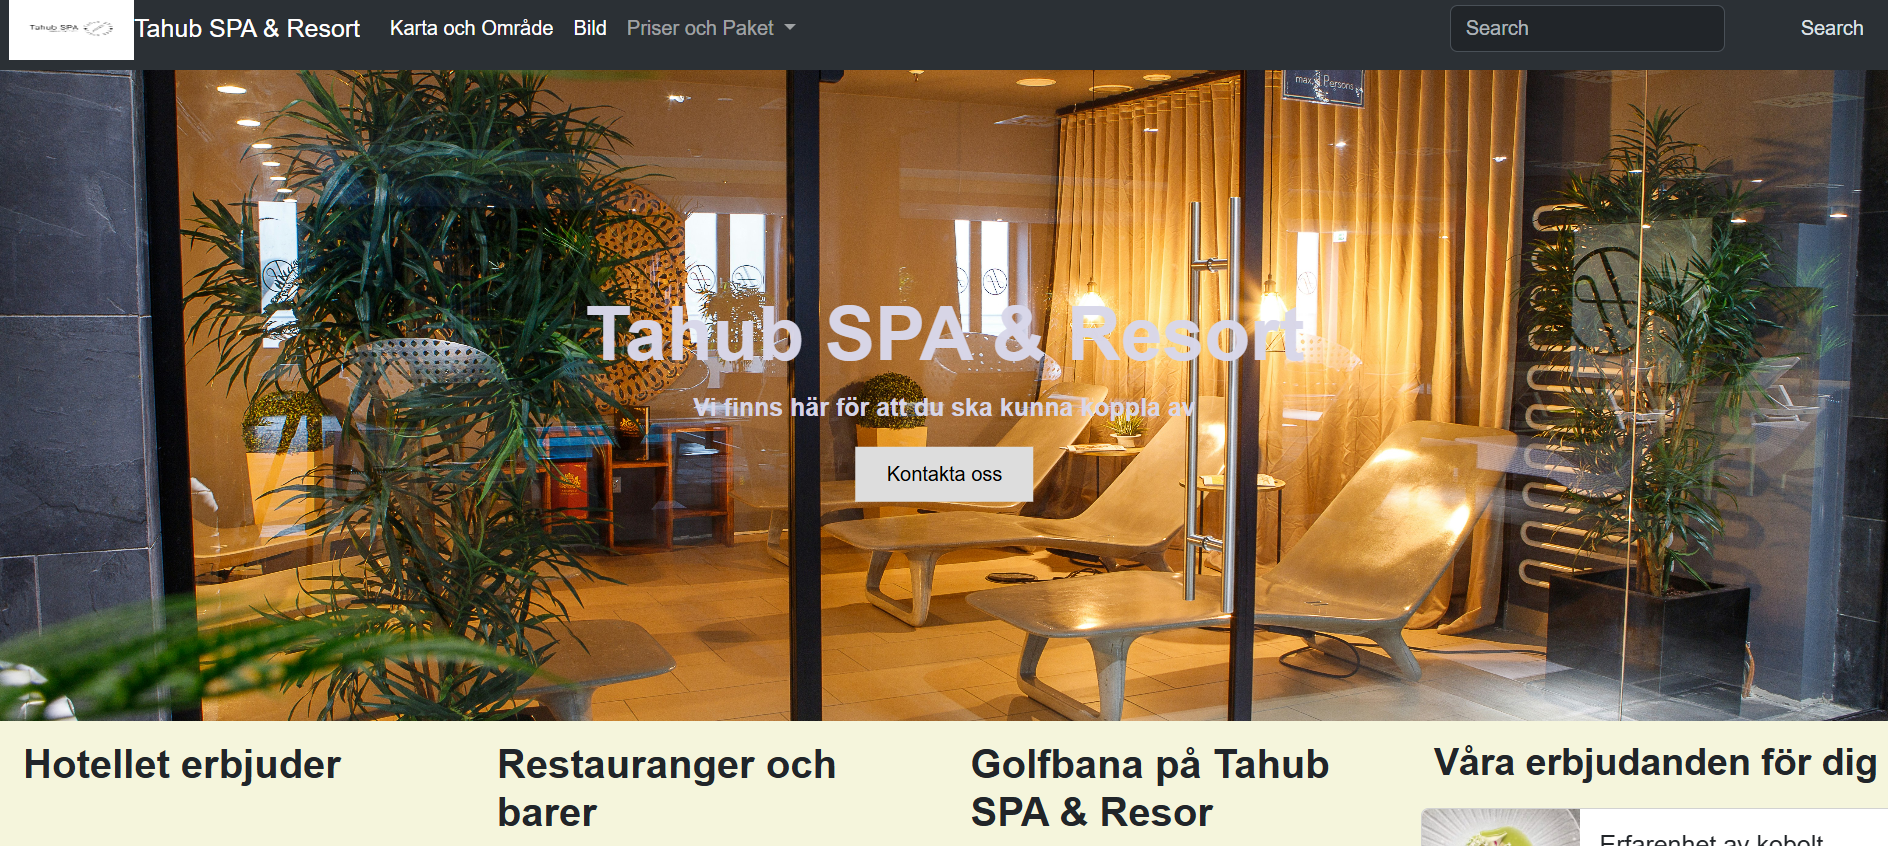 Tahub SPA
Tahub SPA & Resort
Karta och Område
Bild
Priser och Paket
Search
Search
max. Persons
Tahub SPA & Resort
Vi finns här för att du ska kunna koppla av
Kontakta oss
Hotellet erbjuder
Restauranger och
barer
Golfbana på Tahub
SPA & Resor
Våra erbjudanden för dig
Erfarenhet av kobolt